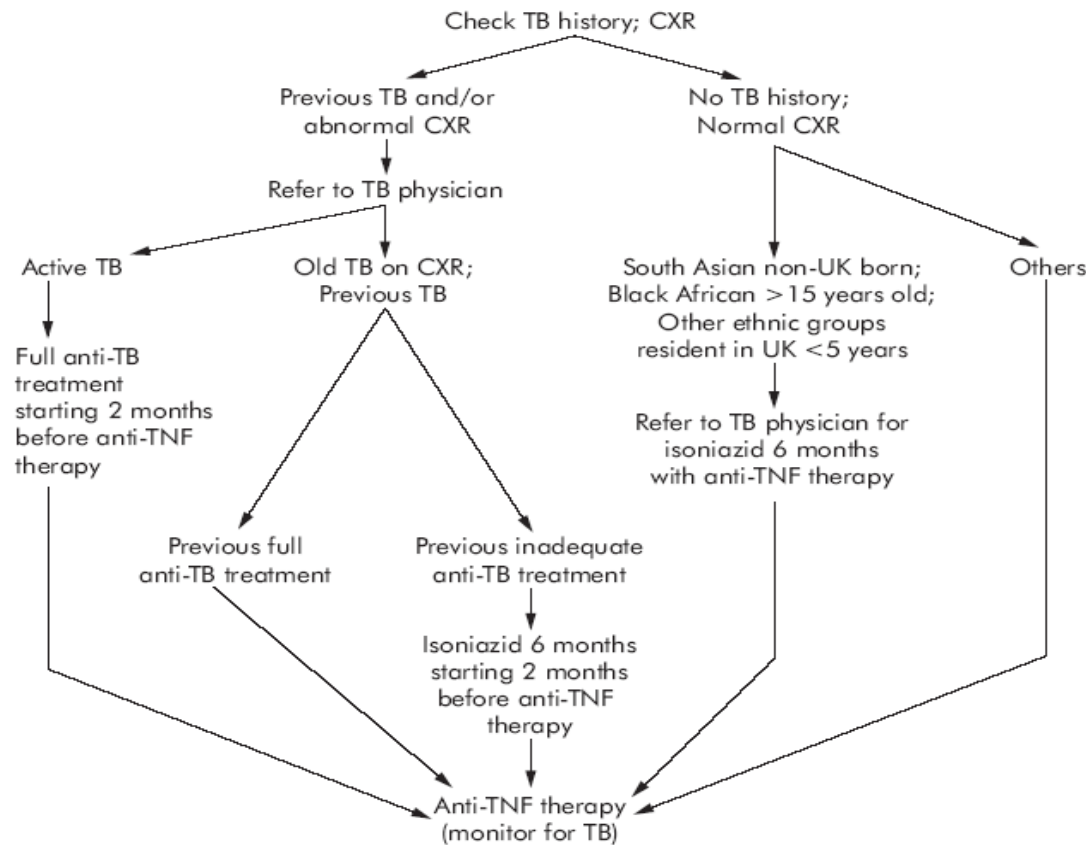 Check TB history; CXR
Previous TB and/or
abnormal CXR
No TB history;
Normal CXR
Refer to TB physician
Active TB
Old TB on CXR;
Previous TB
South Asian non-UK born;
Black African >15 years old;
Other ethnic groups
resident in UK <5 years
Others
Full anti-TB
treatment
starting 2 months
before anti-TNF
therapy
Refer to TB physician for
isoniazid 6 months
with anti-TNF therapy
Previous full
anti-TB treatment
Previous inadequate
anti-TB treatment
Isoniazid 6 months
starting 2 months
before anti-TNF
therapy
Anti-TNF therapy
(monitor for TB)